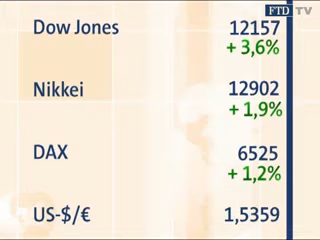 FTD TV
Dow Jones 12157
+ 3,6%
Nikkei 12902
+ 1,9%
DAX 6525
+ 1,2%
US-$/€ 1,5359